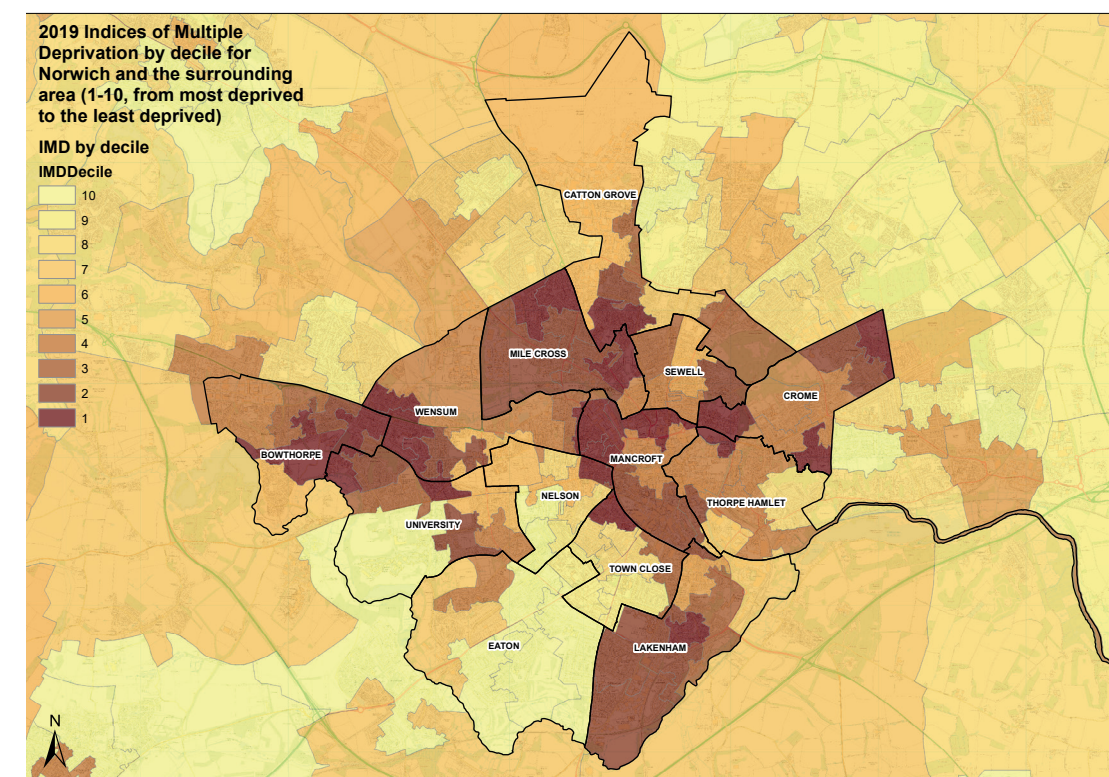 2019 Indices of Multiple
Deprivation by decile for
Norwich and the surrounding
area (1-10, from most deprived
to the least deprived)
IMD by decile
IMDDecile
10
9
8
7
6
5
4
3
2
1
CATTON GROVE
MILE CROSS
SEWELL
CROME
WENSUM
BOWTHORPE
MANCROFT
NELSON
THORPE HAMLET
UNIVERSITY
TOWN CLOSE
EATON
LAKENHAM
N